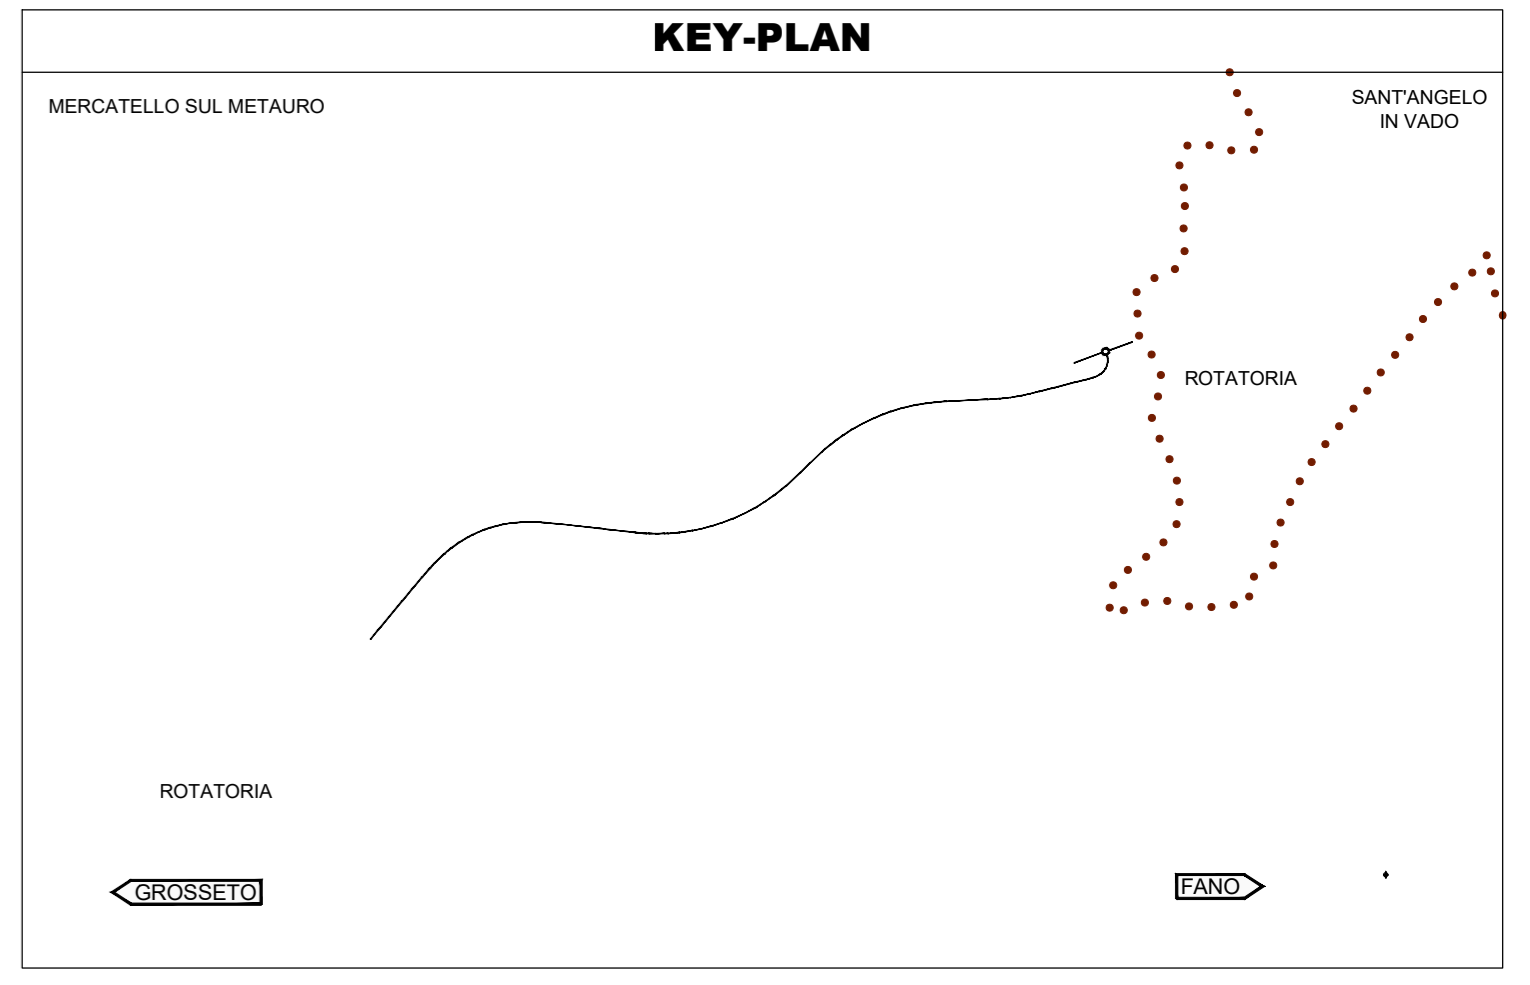 KEY-PLAN
MERCATELLO SUL METAURO
SANT'ANGELO
IN VADO
ROTATORIA
ROTATORIA
GROSSETO
FANO